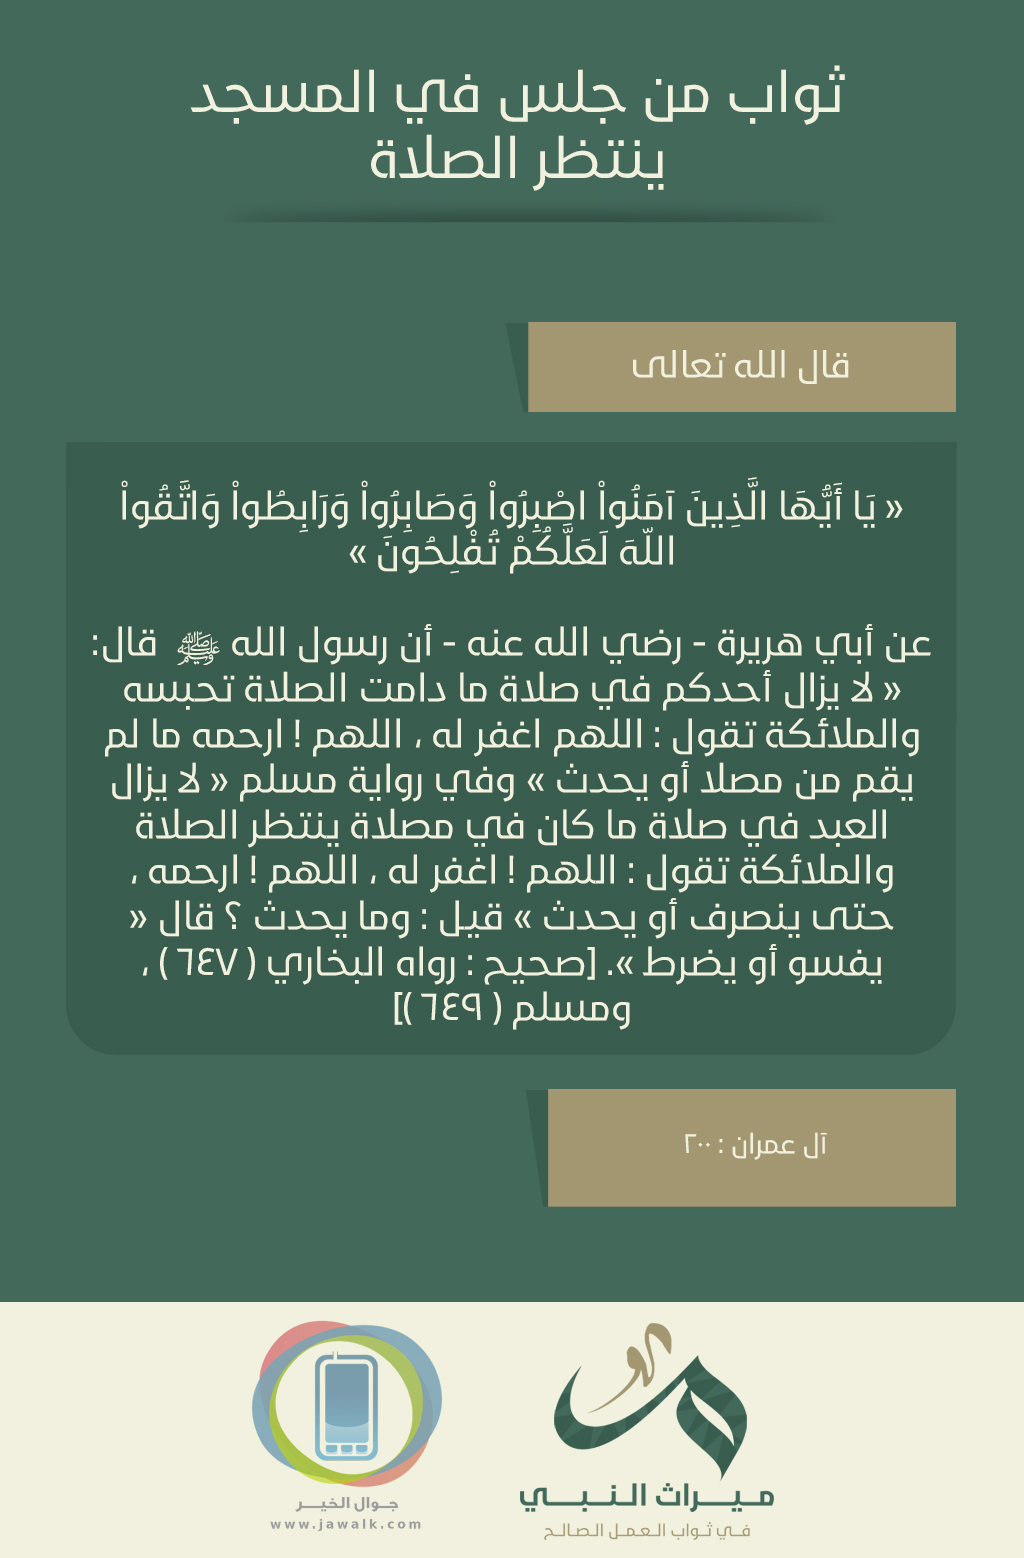 ثواب من جلس في المسجد
ينتظر الصلاة
قال الله تعالى
« يَا أَيُّهَا الَّذِينَ آمَنُواْ اصْبِرُواْ وَصَابِرُواْ وَرَابِطُواْ وَاتَّقُواْ
اللّهَ لَعَلَّكُمْ تُفْلِحُونَ »
عن أبي هريرة - رضي الله عنه - أن رسول الله ﷺ قال:
« لا يزال أحدكم في صلاة ما دامت الصلاة تحبسه
والملائكة تقول : اللهم اغفر له ، اللهم ! ارحمه ما لم
يقم من مصلا أو يحدث » وفي رواية مسلم « لا يزال
العبد في صلاة ما كان في مصلاة ينتظر الصلاة
والملائكة تقول : اللهم ! اغفر له ، اللهم ! ارحمه ،
حتى ينصرف أو يحدث » قيل : وما يحدث ؟ قال «
يفسو أو يضرط ». [صحيح : رواه البخاري ( ٦٤٧ ) ،
ومسلم ( ٦٤٩ )]
آل عمران : ٢٠٠
ميراث النبي
في ثواب العمل الصالح
جوال الخير
www.jawalk.com